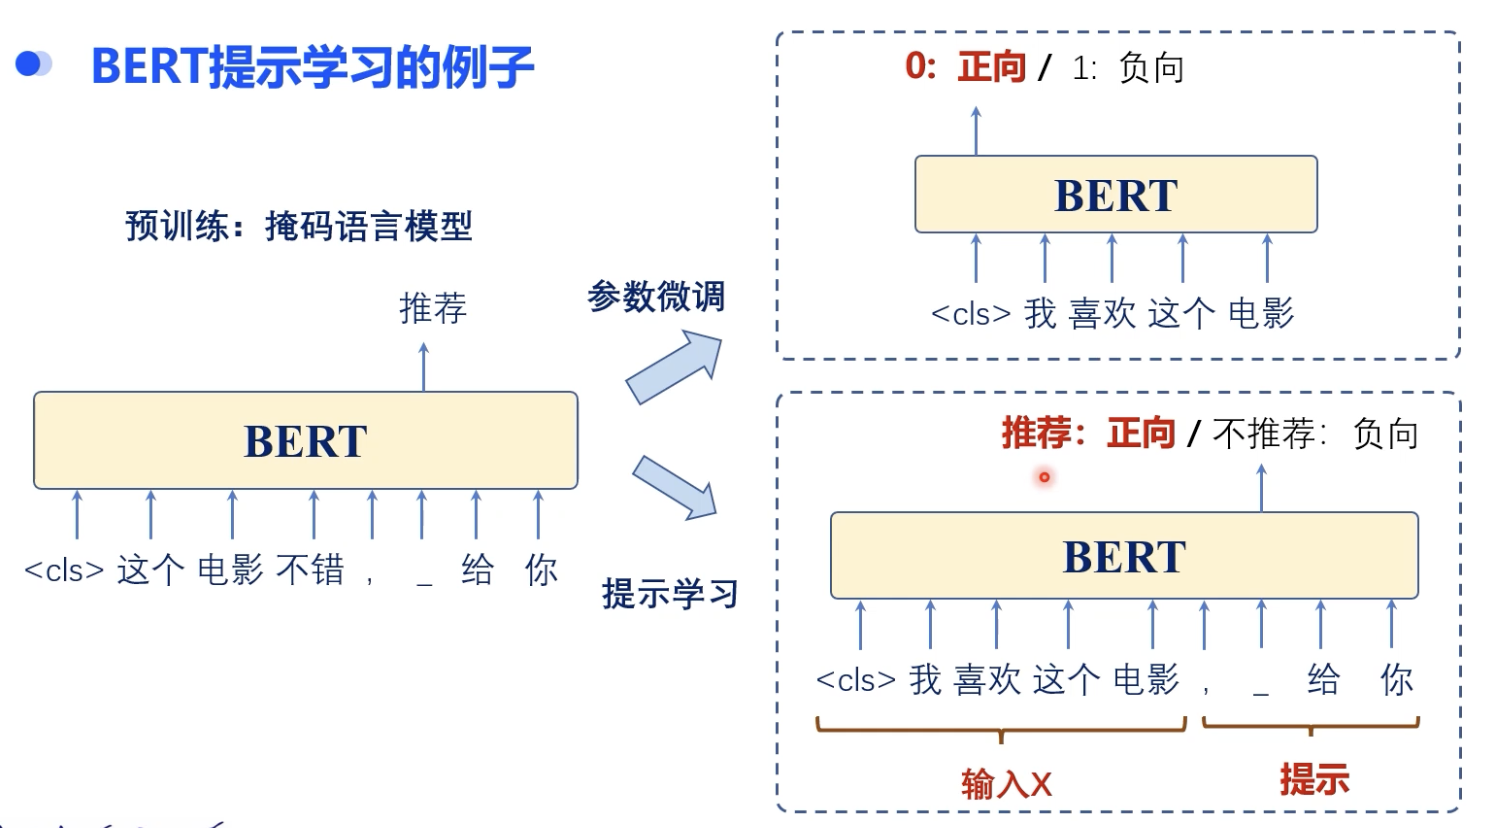 BERT提示学习的例子
预训练：掩码语言模型
推荐
BERT
<cls> 这个 电影 不错 , _ 给 你
参数微调
提示学习
0: 正向 / 1: 负向
BERT
<cls> 我 喜欢 这个 电影
推荐：正向 / 不推荐：负向
BERT
<cls> 我 喜欢 这个 电影 , _ 给 你
输入X
提示